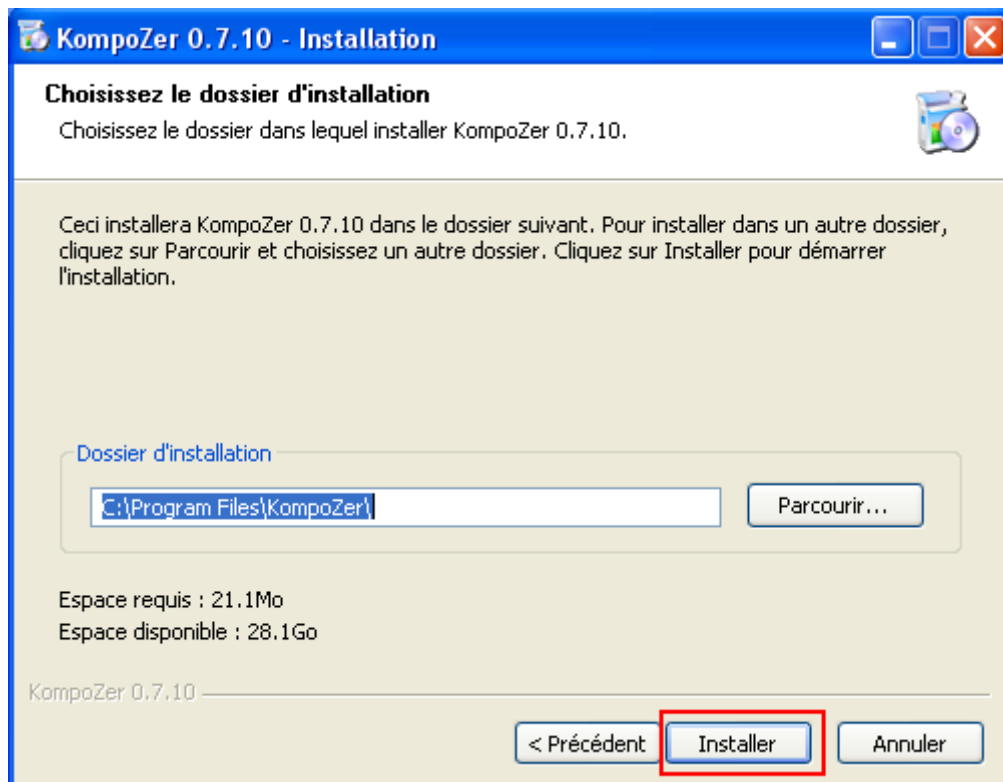 KompoZer 0.7.10 - Installation
Choisissez le dossier d'installation
Choisissez le dossier dans lequel installer KompoZer 0.7.10.
Ceci installera KompoZer 0.7.10 dans le dossier suivant. Pour installer dans un autre dossier,
cliquez sur Parcourir et choisissez un autre dossier. Cliquez sur Installer pour démarrer
l'installation.
Dossier d'installation
C:\Program Files\KompoZer\
Parcourir...
Espace requis : 21.1Mo
Espace disponible : 28.1Go
KompoZer 0.7.10
< Précédent
Installer
Annuler